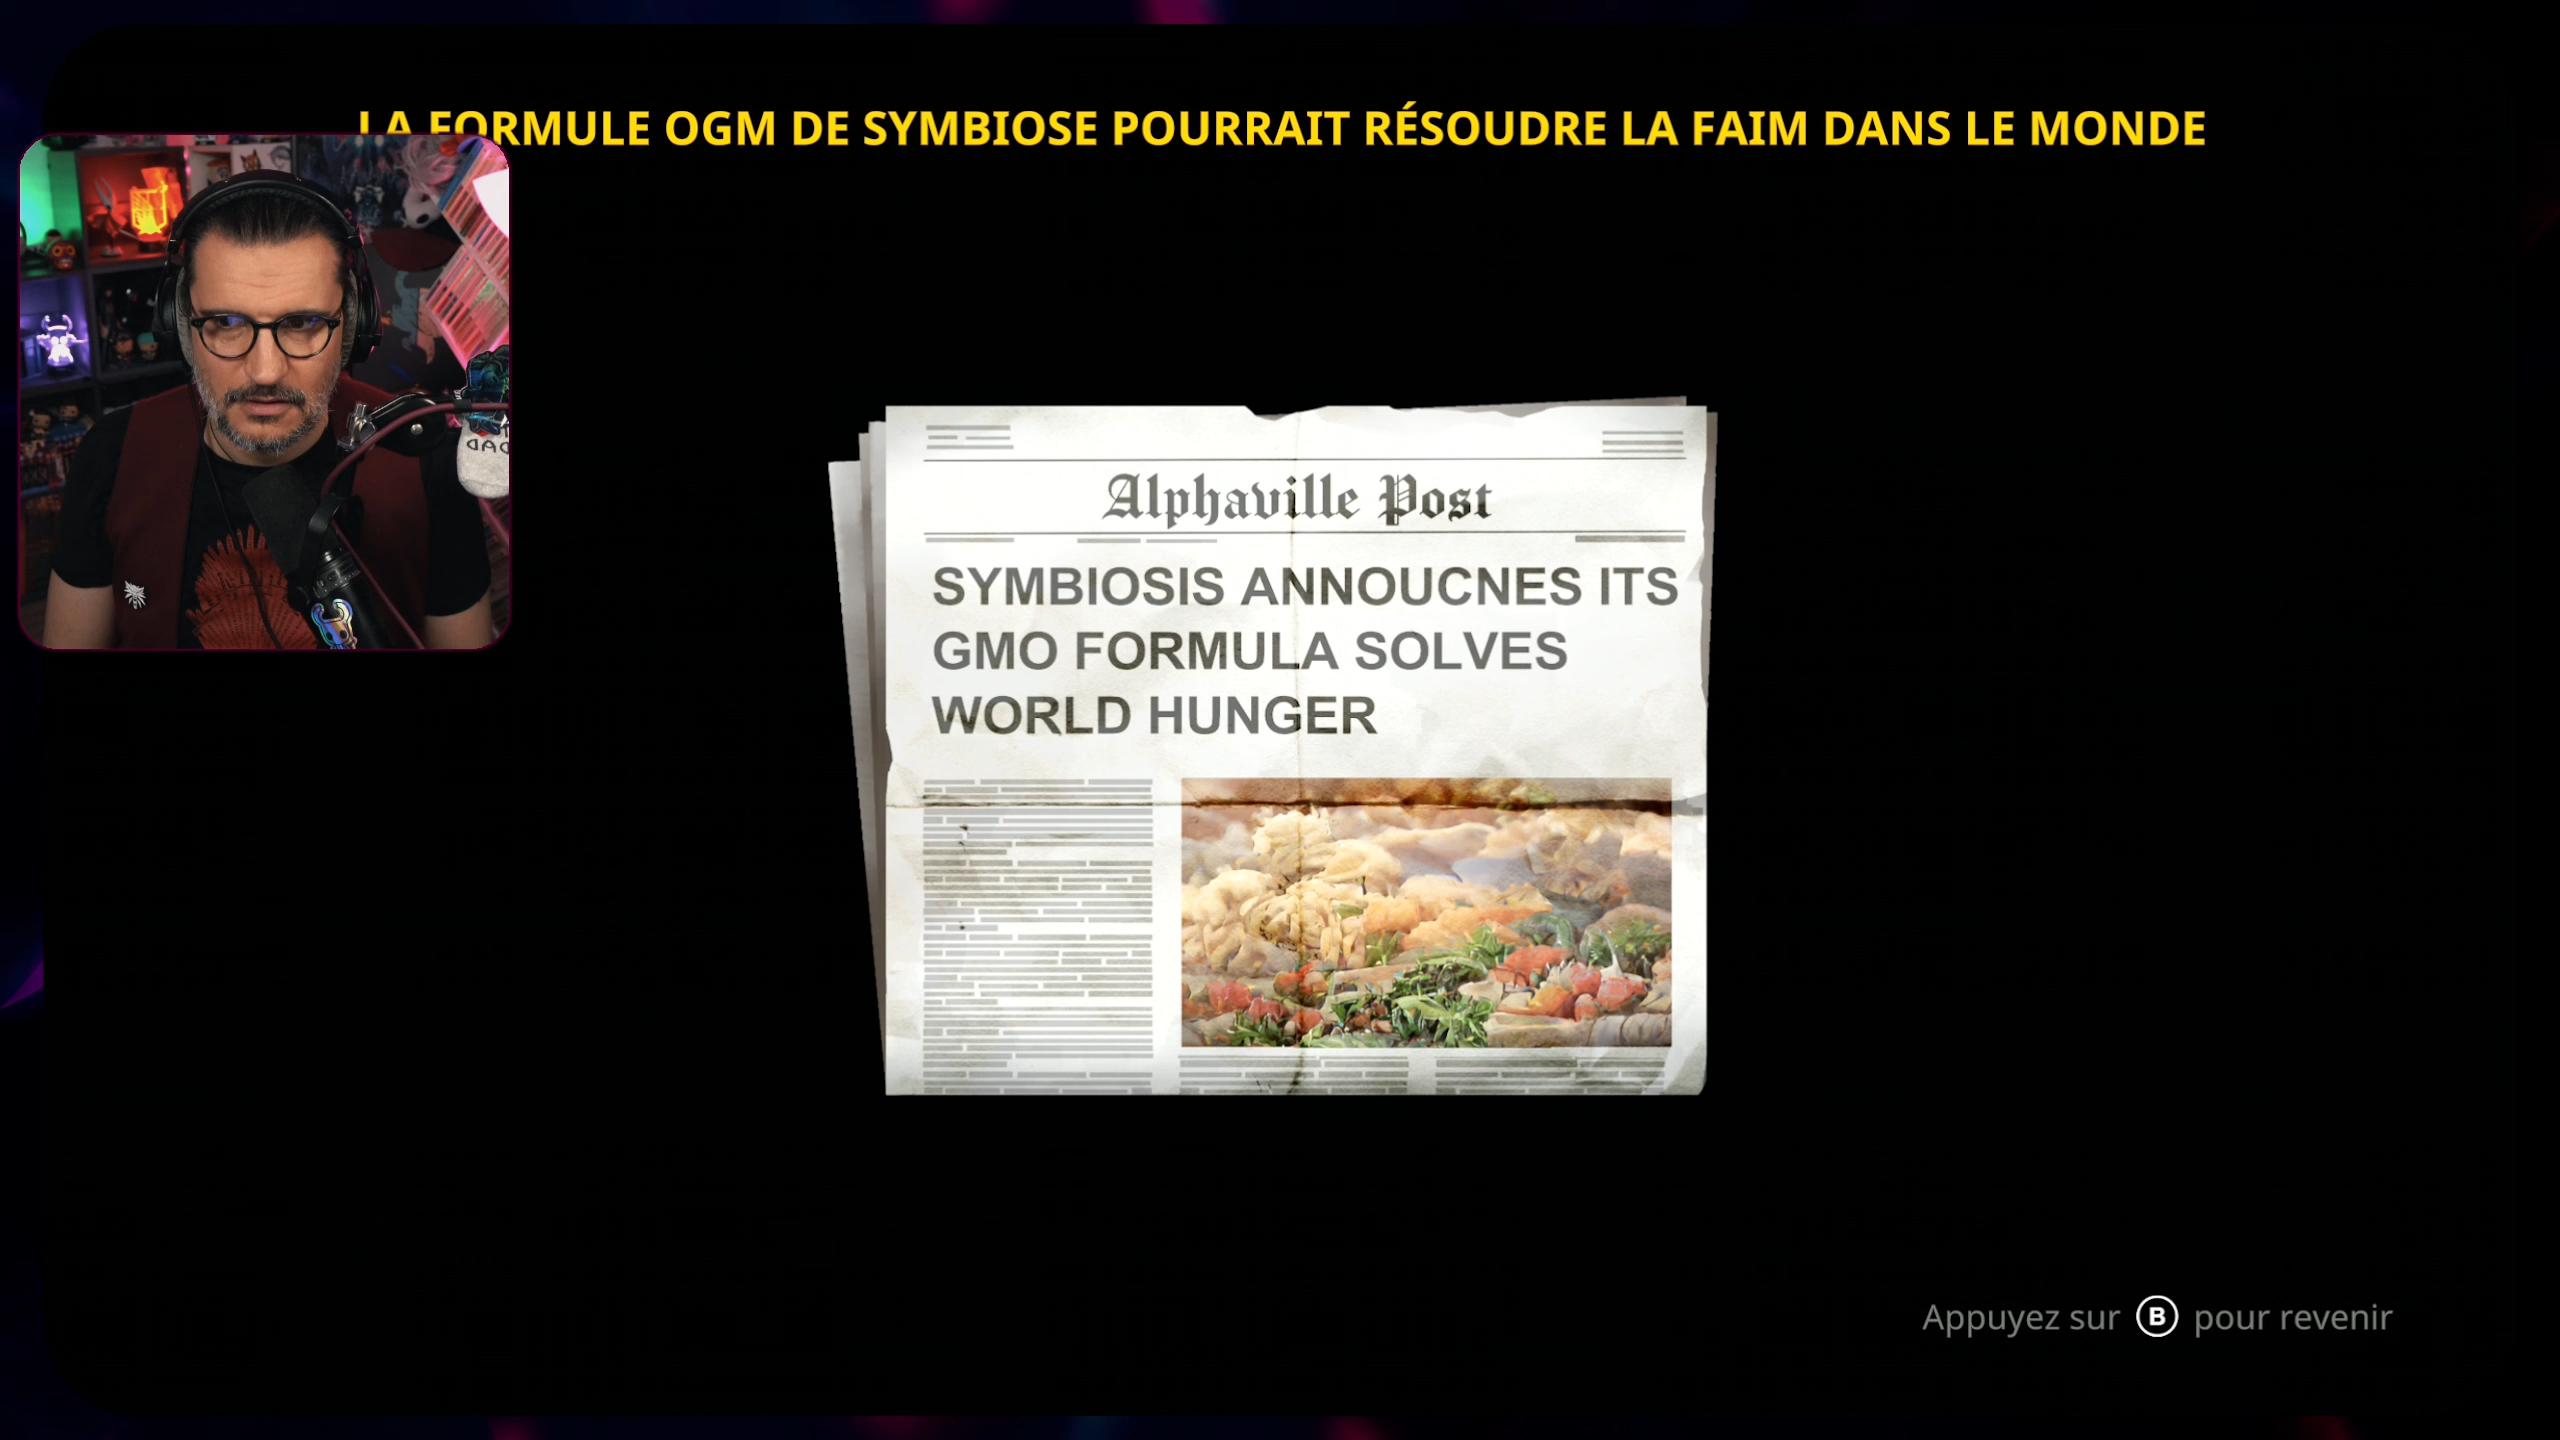 LA FORMULE OGM DE SYMBIOSE POURRAIT RÉSOUDRE LA FAIM DANS LE MONDE
Alphaville Post
SYMBIOSIS ANNOUCNES ITS
GMO FORMULA SOLVES
WORLD HUNGER
Appuyez sur B pour revenir